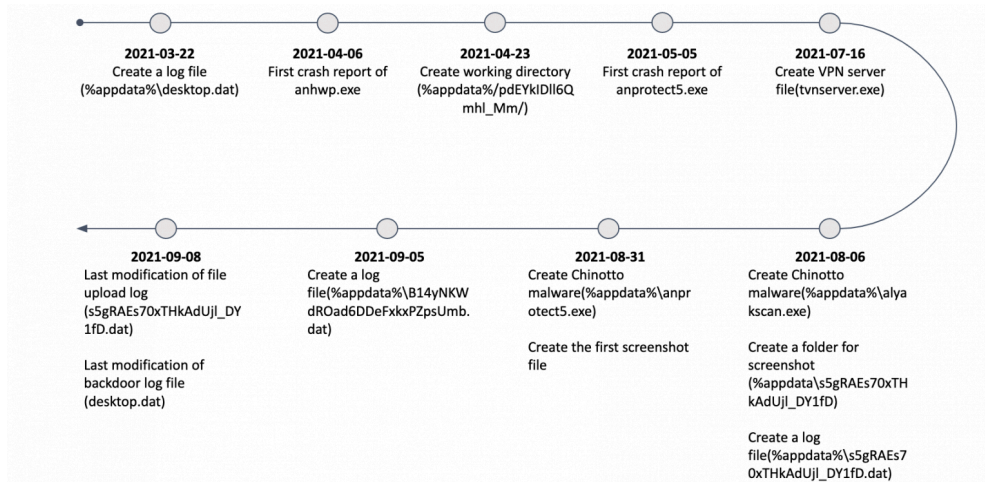 2021-03-22
Create a log file
(%appdata%\desktop.dat)
2021-04-06
First crash report of
anhwp.exe
2021-04-23
Create working directory
(%appdata%/pdEYkIDll6Q
mhl_Mm/)
2021-05-05
First crash report of
anprotect5.exe
2021-07-16
Create VPN server
file(tvnserver.exe)
2021-08-06
Create Chinotto
malware(%appdata%\alya
kscan.exe)
Create a folder for
screenshot
(%appdata\s5gRAEs70xTH
kAdUjl_DY1fD)
Create a log
file(%appdata%\s5gRAEs7
0xTHkAdUjl_DY1fD.dat)
2021-08-31
Create Chinotto
malware(%appdata%\anpr
otect5.exe)
Create the first screenshot
file
2021-09-05
Create a log
file(%appdata%\B14yNKW
dROad6DDeFxkxPZpsUmb.
dat)
2021-09-08
Last modification of file
upload log
(s5gRAEs70xTHkAdUjl_DY
1fD.dat)
Last modification of
backdoor log file
(desktop.dat)